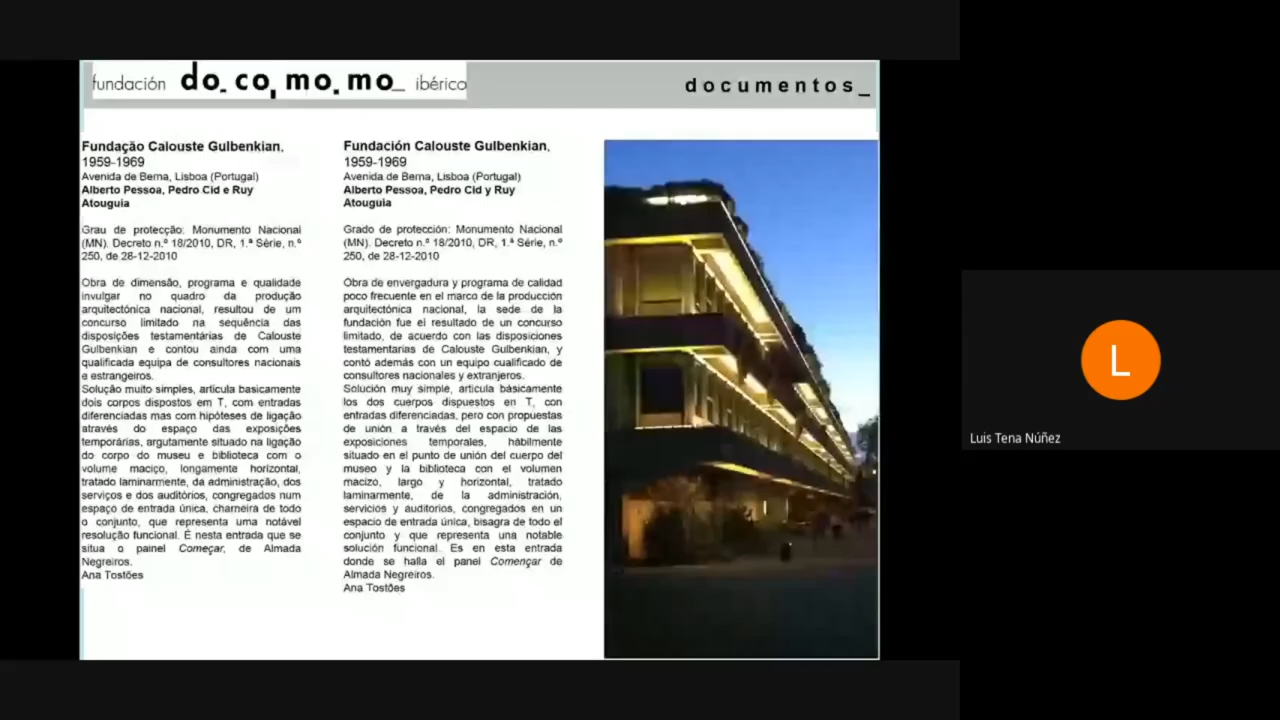 fundación do_co,mo.mo_ ibérico
documentos_
Fundação Calouste Gulbenkian,
1959-1969
Avenida de Berna, Lisboa (Portugal)
Alberto Pessoa, Pedro Cid e Ruy
Atouguia
Grau de protecção: Monumento Nacional
(MN). Decreto n.º 18/2010, DR, 1.ª Série, n.º
250, de 28-12-2010
Obra de dimensão, programa e qualidade
invulgar no quadro da produção
arquitectónica nacional, resultou de um
concurso limitado na sequência das
disposições testamentárias de Calouste
Gulbenkian e contou ainda com uma
qualificada equipa de consultores nacionais
e estrangeiros.
Solução muito simples, articula basicamente
dois corpos dispostos em T, com entradas
diferenciadas mas com hipóteses de ligação
através do espaço das exposições
temporárias, argutamente situado na ligação
do corpo do museu e biblioteca com o
volume maciço, longamente horizontal,
tratado laminarmente, da administração, dos
serviços e dos auditórios, congregados num
espaço de entrada única, charneira de todo
o conjunto, que representa uma notável
resolução funcional. É nesta entrada que se
situa o painel Começar, de Almada
Negreiros.
Ana Tostões
Fundación Calouste Gulbenkian,
1959-1969
Avenida de Berna, Lisboa (Portugal)
Alberto Pessoa, Pedro Cid y Ruy
Atouguia
Grado de protección: Monumento Nacional
(MN). Decreto n.º 18/2010, DR, 1.ª Série, n.º
250, de 28-12-2010
Obra de envergadura y programa de calidad
poco frecuente en el marco de la producción
arquitectónica nacional, la sede de la
fundación fue el resultado de un concurso
limitado, de acuerdo con las disposiciones
testamentarias de Calouste Gulbenkian, y
contó además con un equipo cualificado de
consultores nacionales y extranjeros.
Solución muy simple, articula básicamente
los dos cuerpos dispuestos en T, con
entradas diferenciadas, pero con propuestas
de unión a través del espacio de las
exposiciones temporales, hábilmente
situado en el punto de unión del cuerpo del
museo y la biblioteca con el volumen
macizo, largo y horizontal, tratado
laminarmente, de la administración,
servicios y auditorios, congregados en un
espacio de entrada única, bisagra de todo el
conjunto y que representa una notable
solución funcional. Es en esta entrada
donde se halla el panel Començar de
Almada Negreiros.
Ana Tostões
L
Luis Tena Núñez